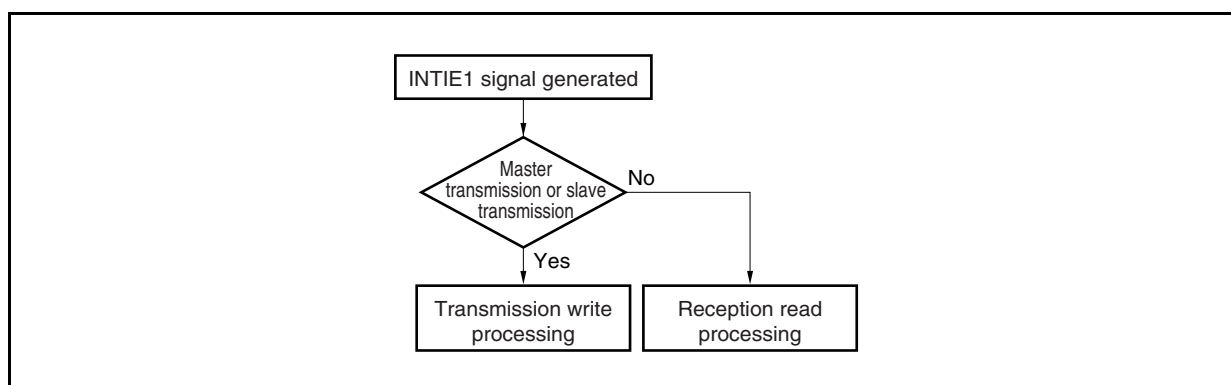 INTIE1 signal generated
Master
transmission or slave
transmission
No
Yes
Transmission write
processing
Reception read
processing